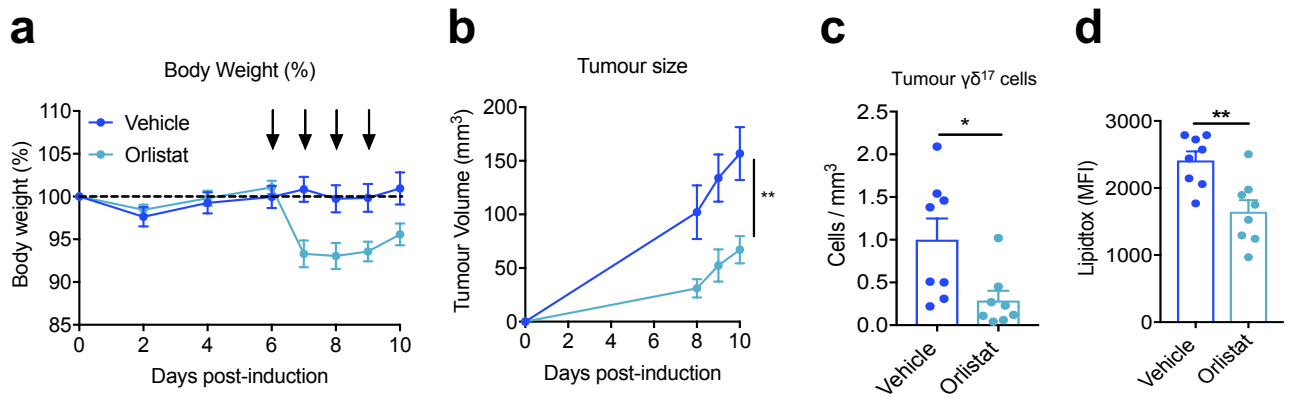 a
Body Weight (%)
Body weight (%)
110
105
100
95
90
85
Vehicle
Orlistat
0 2 4 6 8 10
Days post-induction
b
Tumour size
Tumour Volume (mm³)
200
150
100
50
0
**
0 2 4 6 8 10
Days post-induction
c
Tumour γδ¹⁷ cells
Cells / mm³
2.5
2.0
1.5
1.0
0.5
0.0
*
Vehicle
Orlistat
d
Lipidtox (MFI)
3000
2000
1000
0
**
Vehicle
Orlistat